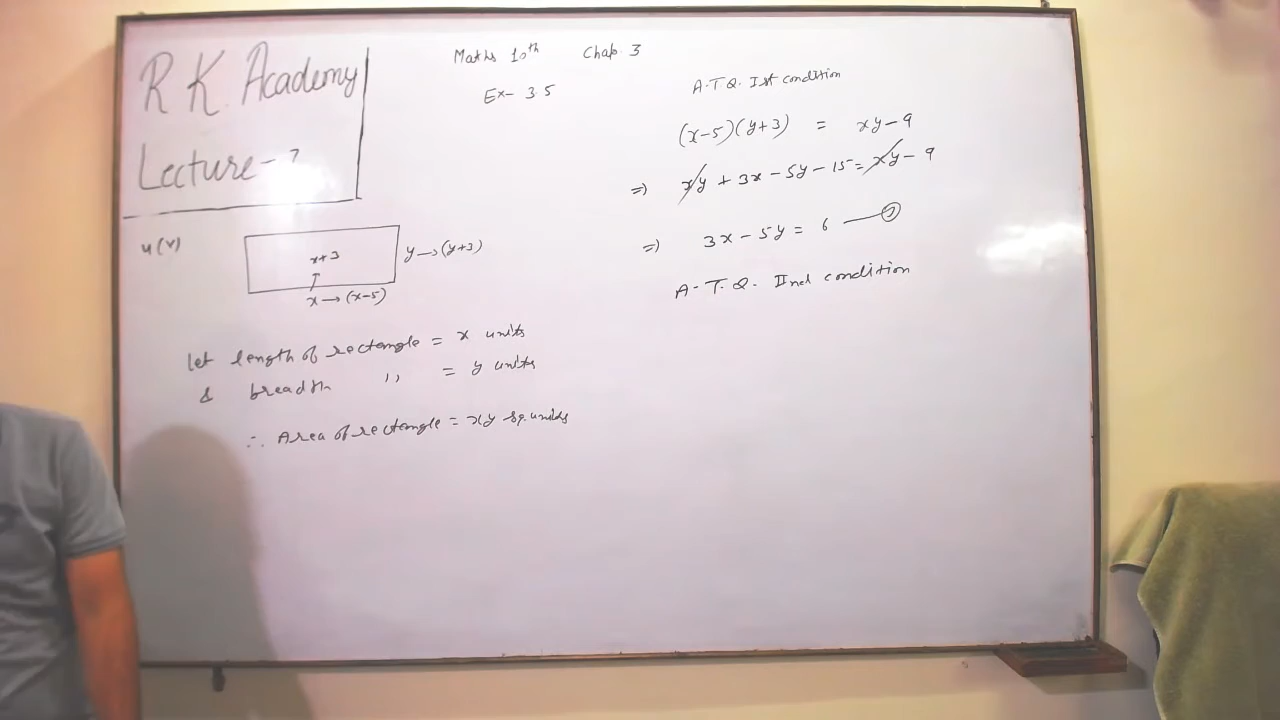 R K. Academy
Lecture - 7
Maths 10th Chap. 3
Ex- 3.5
4(v)
x+3
↑
x → (x-5)
y → (y+3)
let length of rectangle = x units
& breadth ,, = y units
∴ Area of rectangle = xy sq. units
A.T.Q. Ist condition
(x-5)(y+3) = xy-9
⇒) xy + 3x - 5y - 15 = xy - 9
⇒) 3x - 5y = 6
A.T.Q. IInd condition